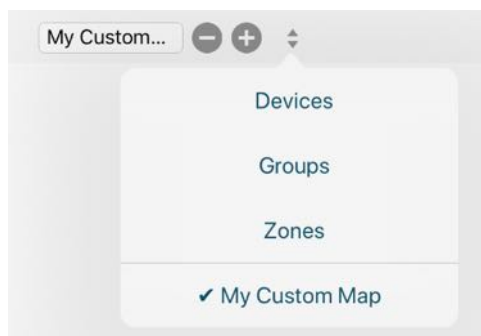 My Custom...
Devices
Groups
Zones
✔ My Custom Map